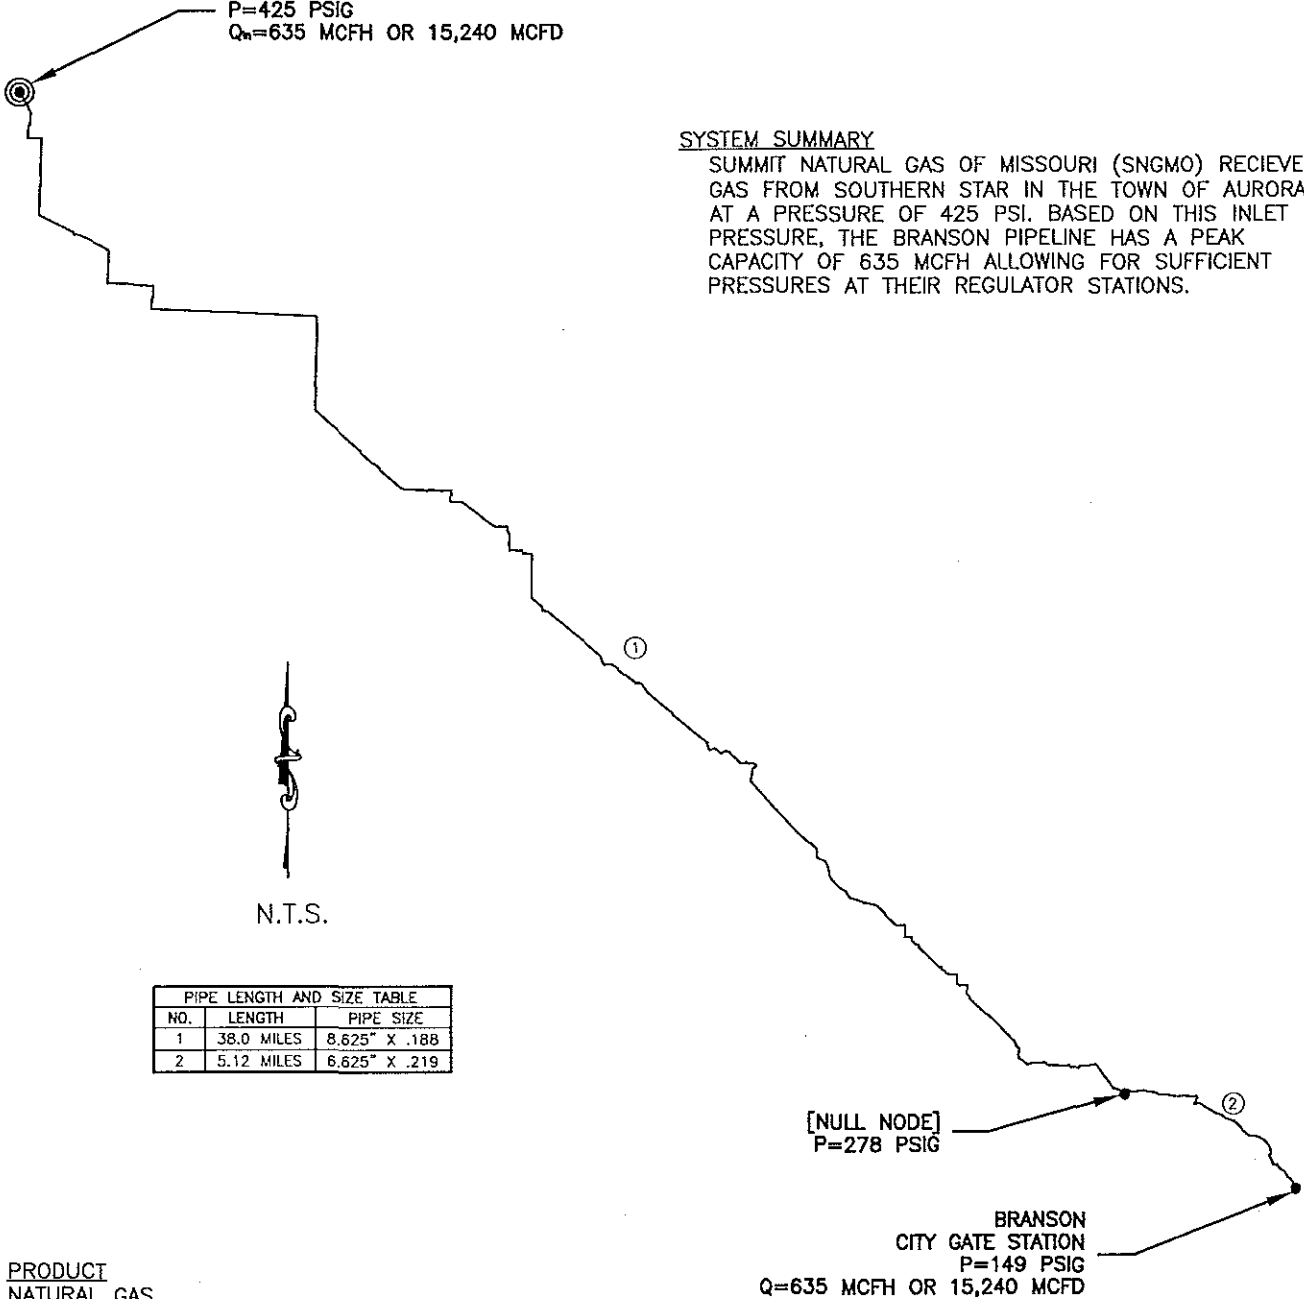 P=425 PSIG
Qm=635 MCFH OR 15,240 MCFD
SYSTEM SUMMARY
SUMMIT NATURAL GAS OF MISSOURI (SNGMO) RECIEVE
GAS FROM SOUTHERN STAR IN THE TOWN OF AURORA
AT A PRESSURE OF 425 PSI. BASED ON THIS INLET
PRESSURE, THE BRANSON PIPELINE HAS A PEAK
CAPACITY OF 635 MCFH ALLOWING FOR SUFFICIENT
PRESSURES AT THEIR REGULATOR STATIONS.
1
N.T.S.
PIPE LENGTH AND SIZE TABLE
NO. LENGTH PIPE SIZE
1 38.0 MILES 8.625" X .188
2 5.12 MILES 6.625" X .219
2
[NULL NODE]
P=278 PSIG
BRANSON
CITY GATE STATION
P=149 PSIG
Q=635 MCFH OR 15,240 MCFD
PRODUCT
NATURAL GAS